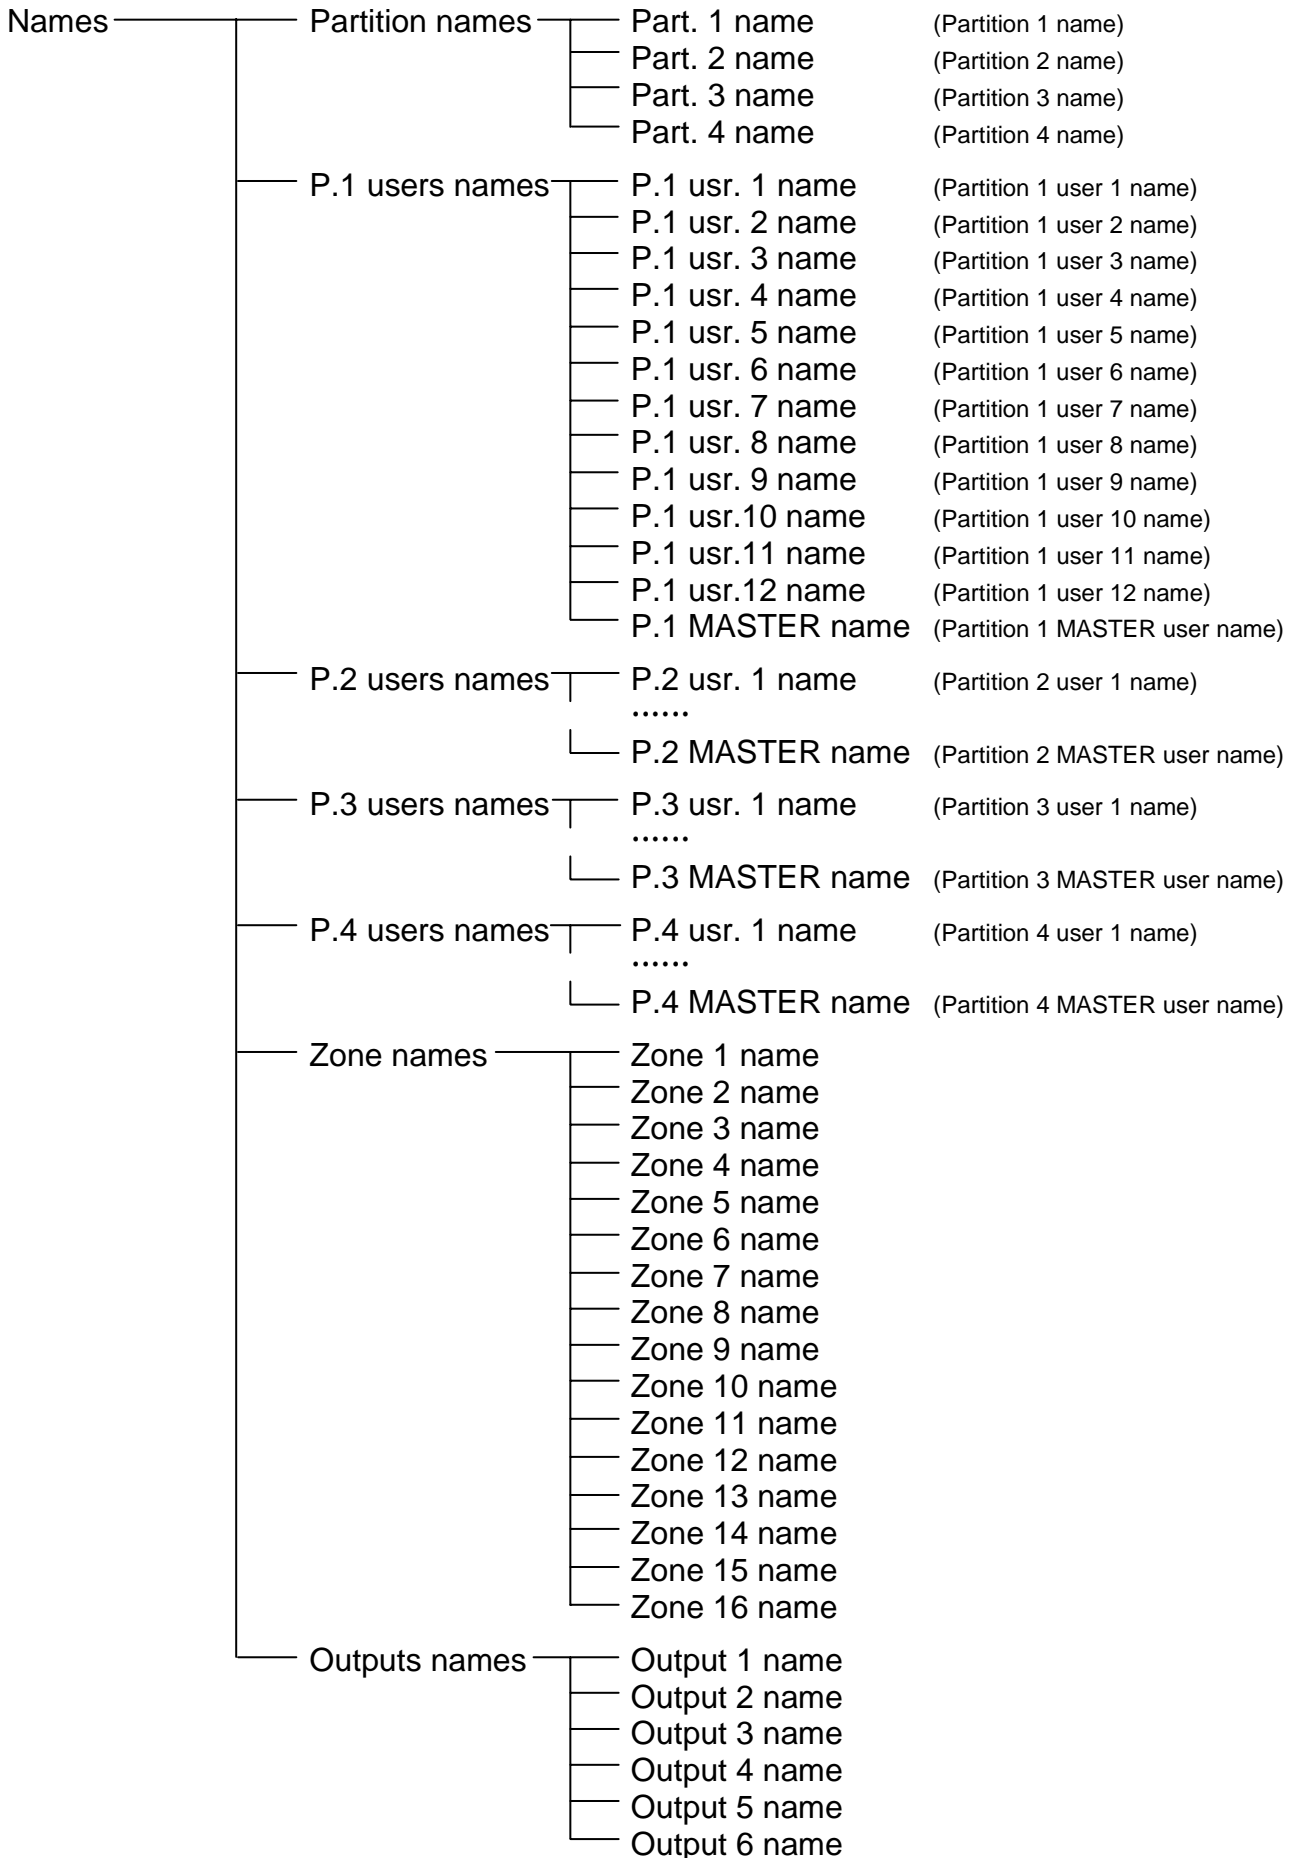 Names Partition names Part. 1 name (Partition 1 name)
Part. 2 name (Partition 2 name)
Part. 3 name (Partition 3 name)
Part. 4 name (Partition 4 name)
P.1 users names P.1 usr. 1 name (Partition 1 user 1 name)
P.1 usr. 2 name (Partition 1 user 2 name)
P.1 usr. 3 name (Partition 1 user 3 name)
P.1 usr. 4 name (Partition 1 user 4 name)
P.1 usr. 5 name (Partition 1 user 5 name)
P.1 usr. 6 name (Partition 1 user 6 name)
P.1 usr. 7 name (Partition 1 user 7 name)
P.1 usr. 8 name (Partition 1 user 8 name)
P.1 usr. 9 name (Partition 1 user 9 name)
P.1 usr.10 name (Partition 1 user 10 name)
P.1 usr.11 name (Partition 1 user 11 name)
P.1 usr.12 name (Partition 1 user 12 name)
P.1 MASTER name (Partition 1 MASTER user name)
P.2 users names P.2 usr. 1 name (Partition 2 user 1 name)
......
P.2 MASTER name (Partition 2 MASTER user name)
P.3 users names P.3 usr. 1 name (Partition 3 user 1 name)
......
P.3 MASTER name (Partition 3 MASTER user name)
P.4 users names P.4 usr. 1 name (Partition 4 user 1 name)
......
P.4 MASTER name (Partition 4 MASTER user name)
Zone names Zone 1 name
Zone 2 name
Zone 3 name
Zone 4 name
Zone 5 name
Zone 6 name
Zone 7 name
Zone 8 name
Zone 9 name
Zone 10 name
Zone 11 name
Zone 12 name
Zone 13 name
Zone 14 name
Zone 15 name
Zone 16 name
Outputs names Output 1 name
Output 2 name
Output 3 name
Output 4 name
Output 5 name
Output 6 name